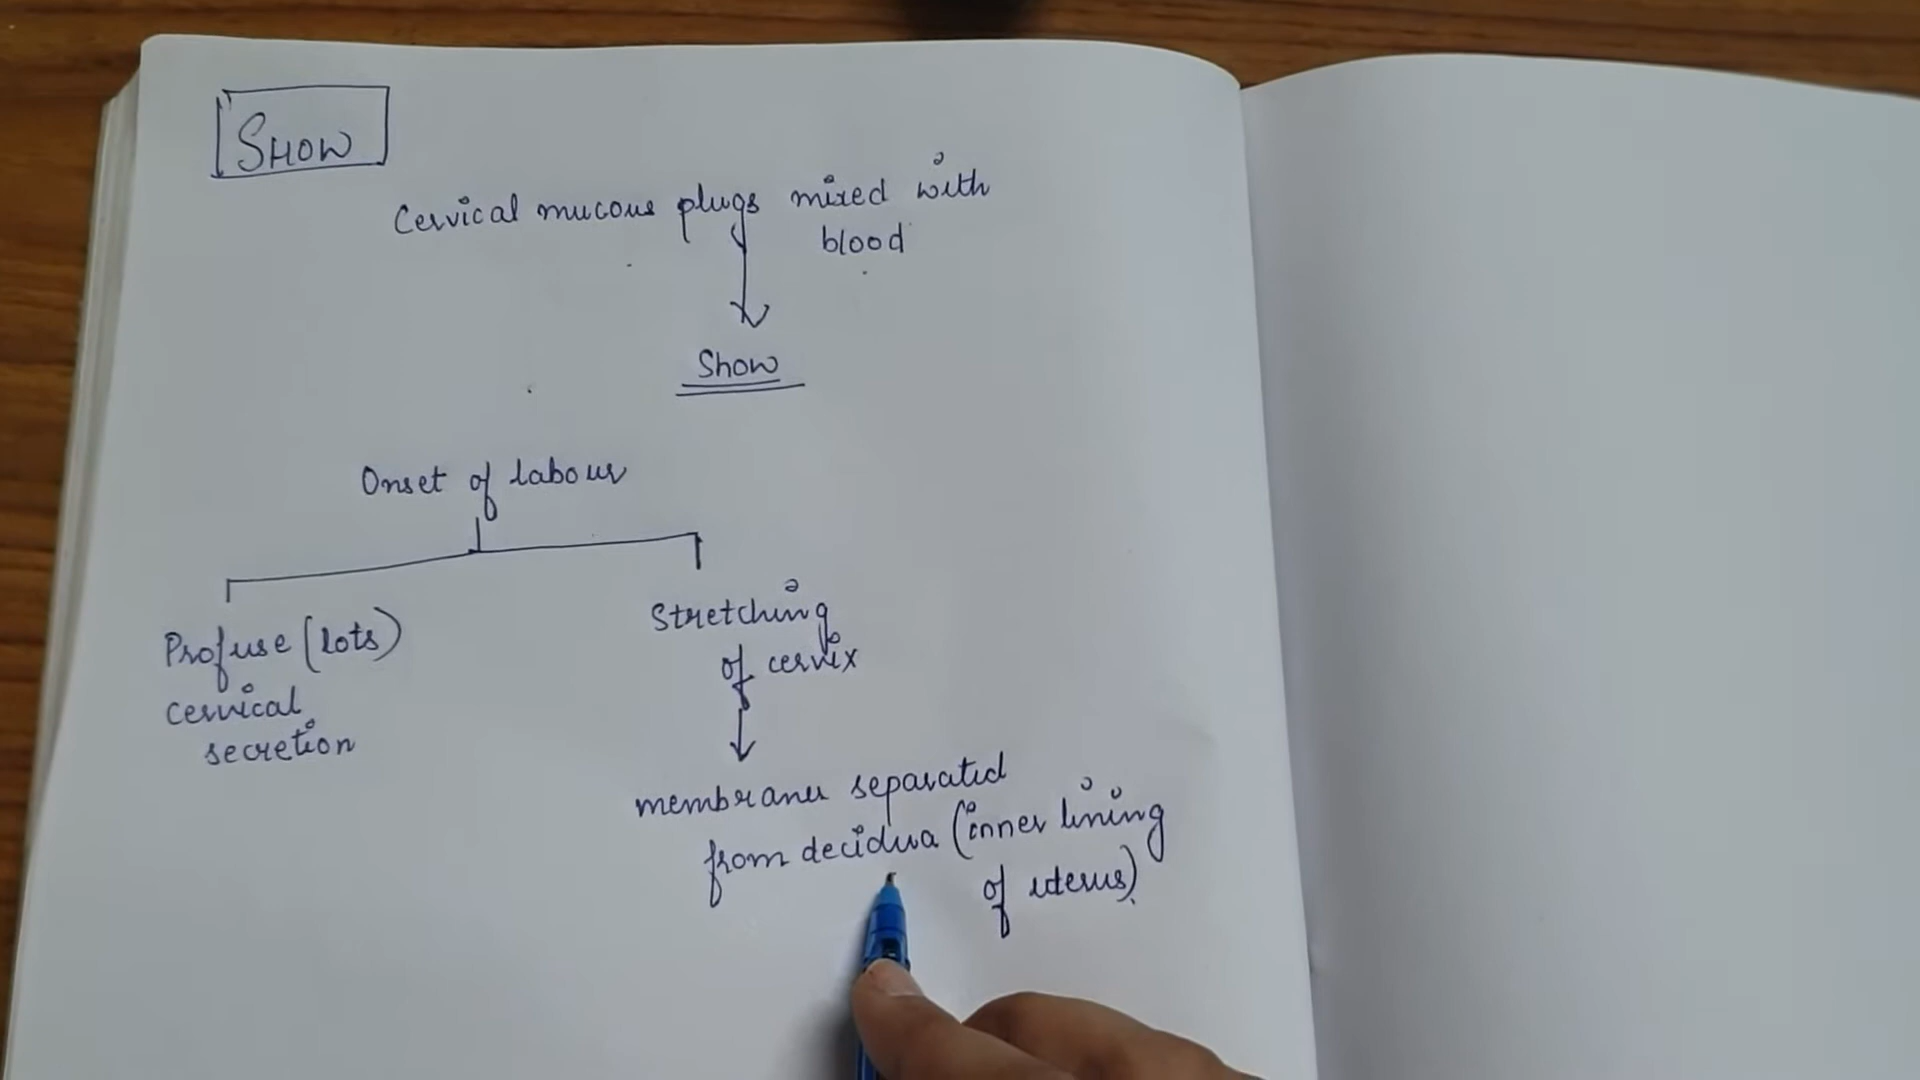 SHOW
Cervical mucous plugs mixed with
blood
Show
Onset of labour
Profuse (lots)
cervical
secretion
Stretching
of cervix
membranes separated
from decidua (inner lining
of uterus)